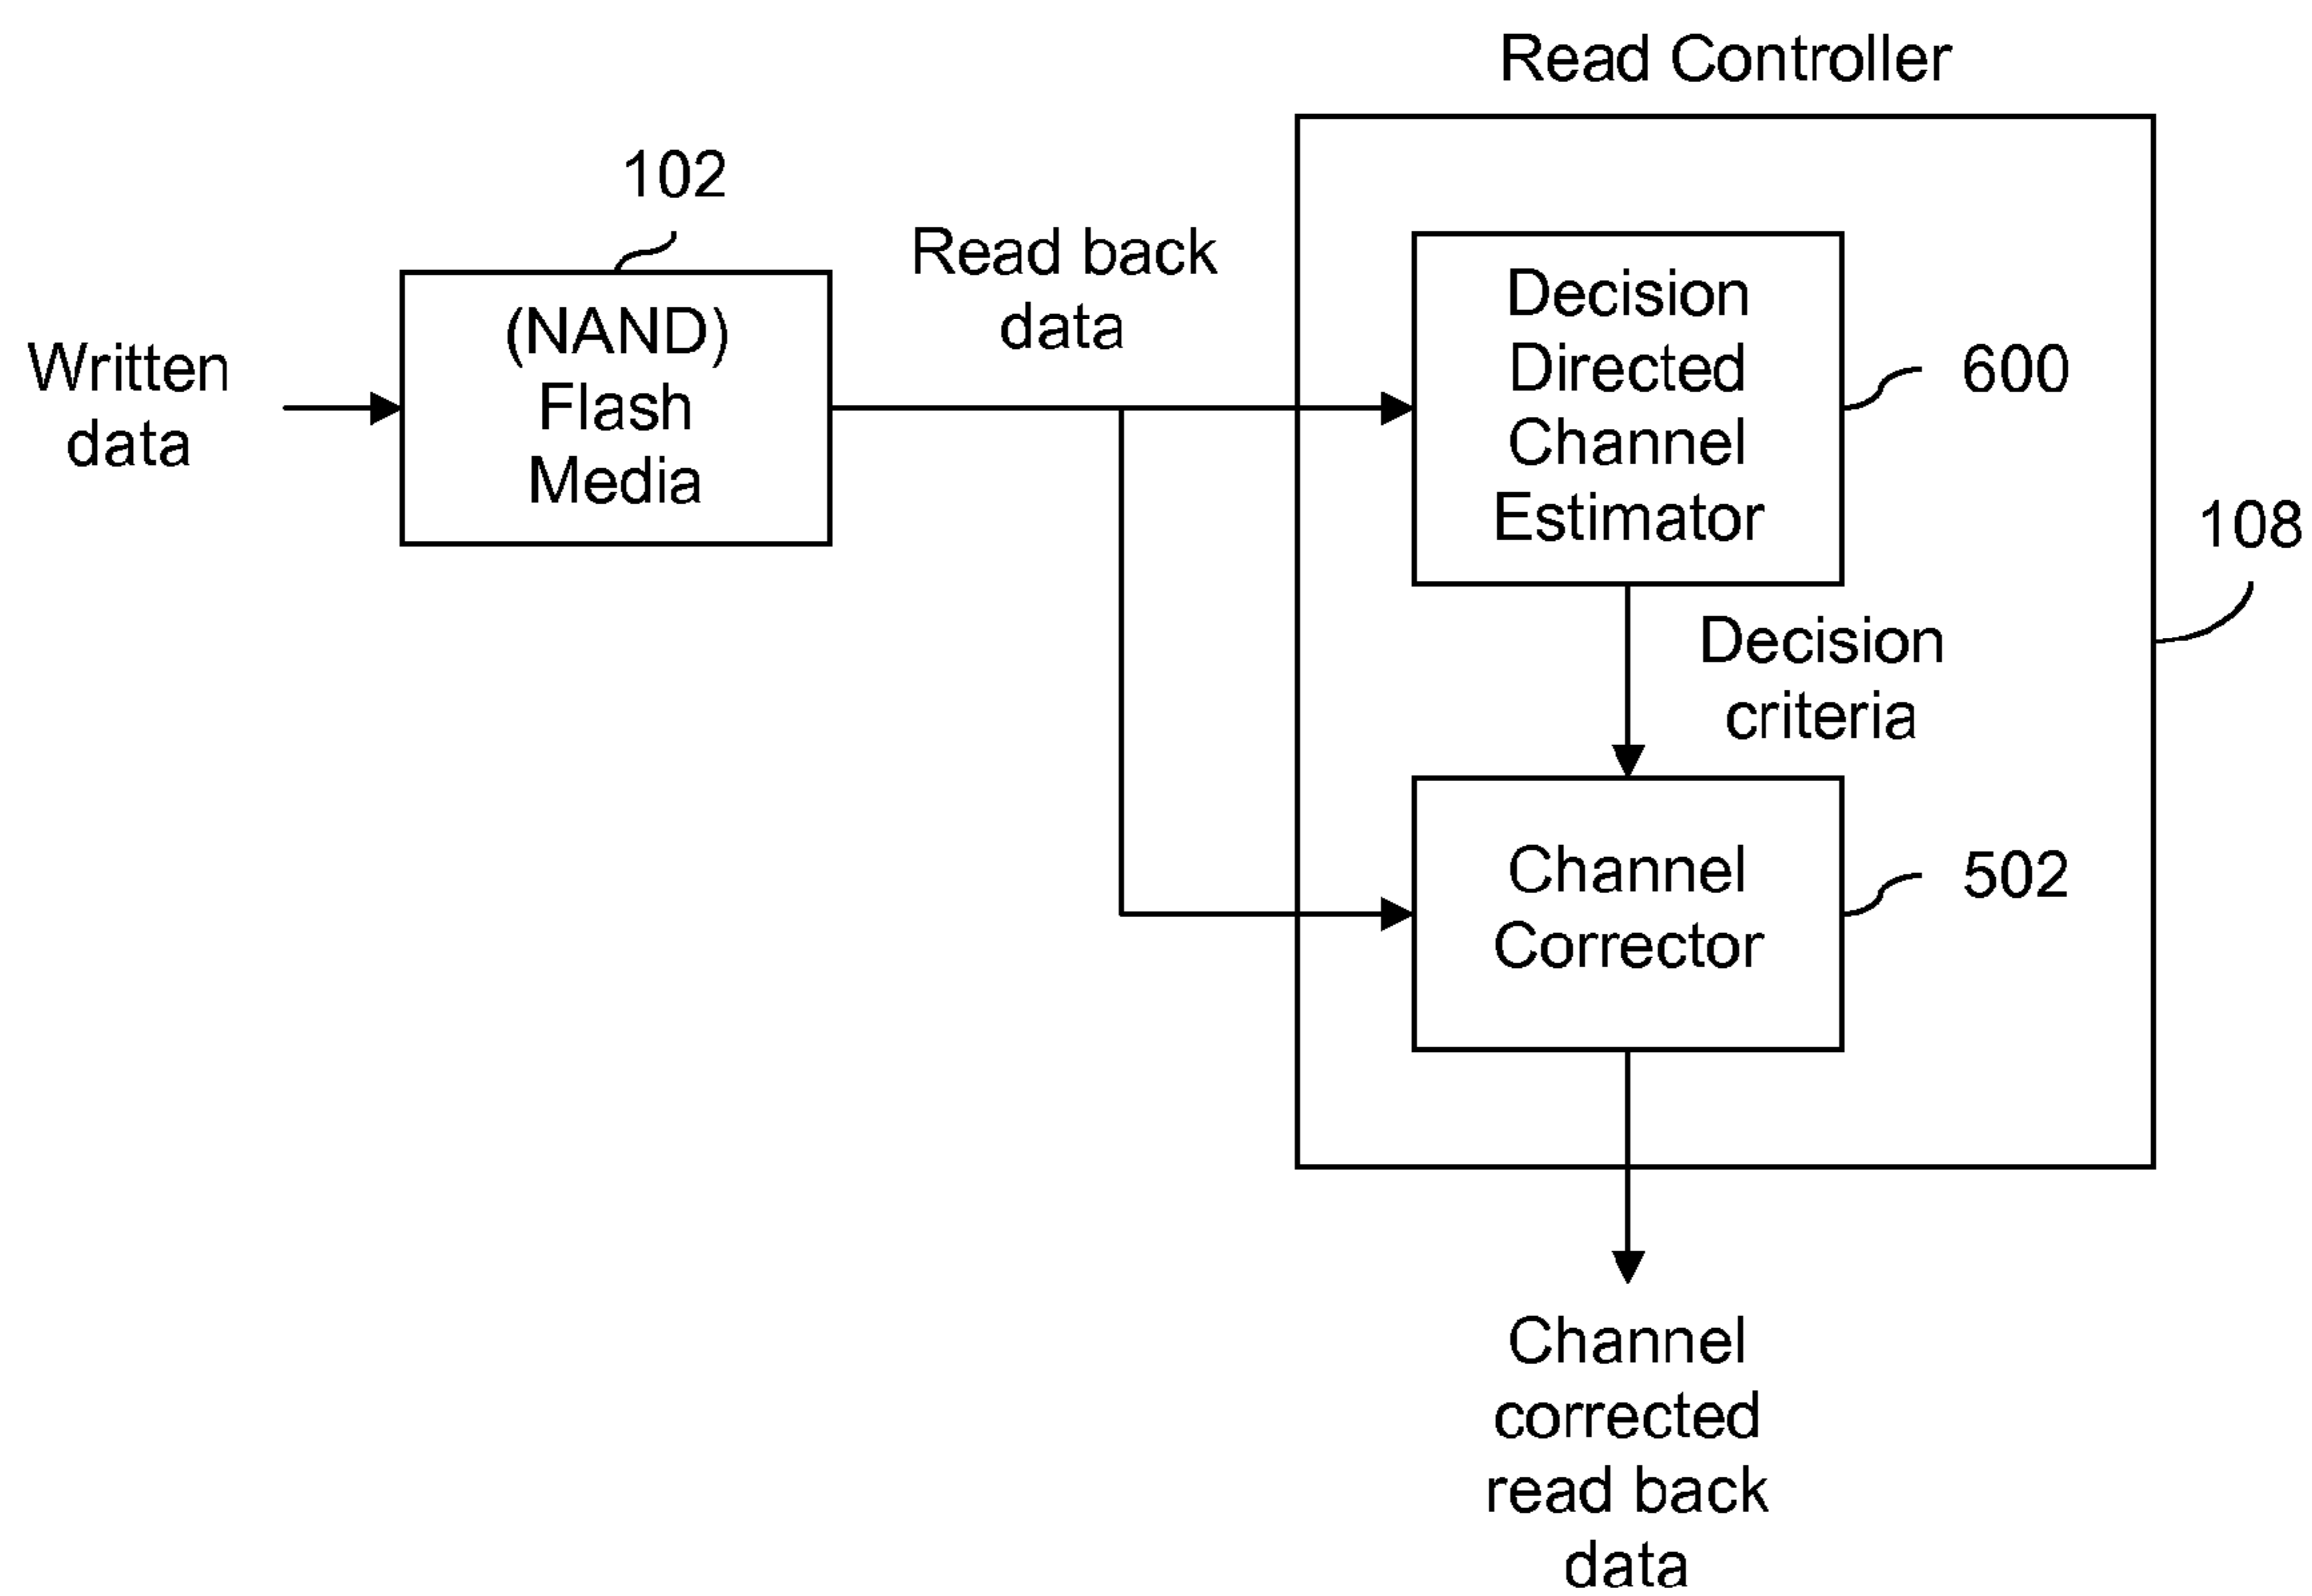 Read Controller
102
Written
data
(NAND)
Flash
Media
Read back
data
Decision
Directed
Channel
Estimator
600
108
Decision
criteria
Channel
Corrector
502
Channel
corrected
read back
data